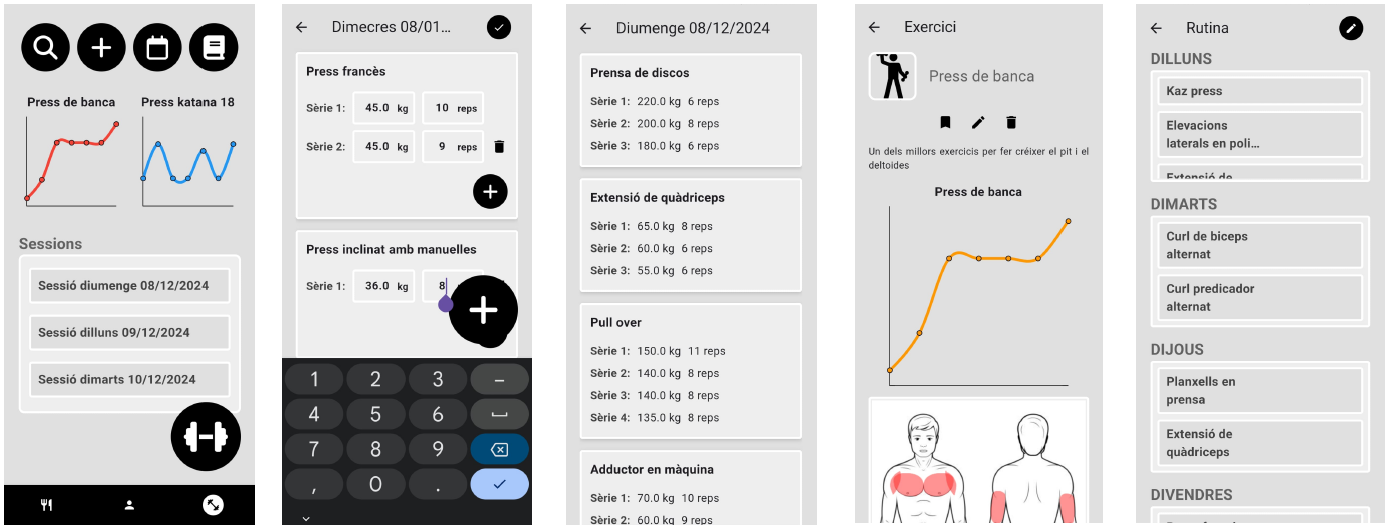 Press de banca
Press katana 18
Sessions
Sessió diumenge 08/12/2024
Sessió dilluns 09/12/2024
Sessió dimarts 10/12/2024
Dimecres 08/01...
Press francès
Sèrie 1: 45.0 kg 10 reps
Sèrie 2: 45.0 kg 9 reps
Press inclinat amb manuelles
Sèrie 1: 36.0 kg 8
1 2 3 –
4 5 6
7 8 9
, 0 .
Diumenge 08/12/2024
Prensa de discos
Sèrie 1: 220.0 kg 6 reps
Sèrie 2: 200.0 kg 8 reps
Sèrie 3: 180.0 kg 6 reps
Extensió de quàdriceps
Sèrie 1: 65.0 kg 8 reps
Sèrie 2: 60.0 kg 6 reps
Sèrie 3: 55.0 kg 6 reps
Pull over
Sèrie 1: 150.0 kg 11 reps
Sèrie 2: 140.0 kg 8 reps
Sèrie 3: 140.0 kg 8 reps
Sèrie 4: 135.0 kg 8 reps
Adductor en màquina
Sèrie 1: 70.0 kg 10 reps
Sèrie 2: 60.0 kg 9 reps
Exercici
Press de banca
Un dels millors exercicis per fer créixer el pit i el
deltoides
Press de banca
Rutina
DILLUNS
Kaz press
Elevacions
laterals en poli...
Extensió de
DIMARTS
Curl de biceps
alternat
Curl predicador
alternat
DIJOUS
Planxells en
prensa
Extensió de
quàdriceps
DIVENDRES